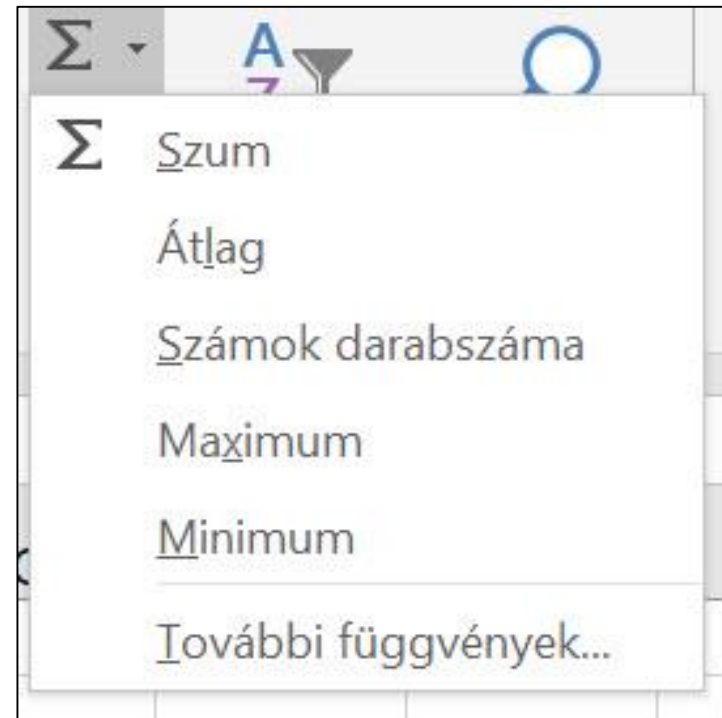 Σ
A
Z
Σ Szum
Átlag
Számok darabszáma
Maximum
Minimum
További függvények...